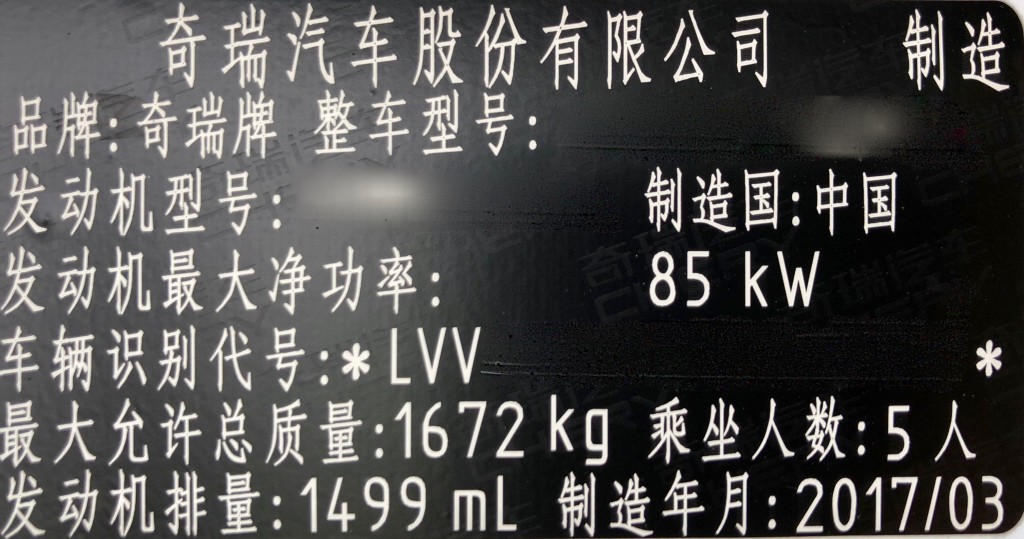 奇瑞汽车股份有限公司 制造
品牌:奇瑞牌 整车型号:
发动机型号: 制造国:中国
发动机最大净功率: 85 kW
车辆识别代号:*LVV *
最大允许总质量:1672 kg 乘坐人数:5 人
发动机排量:1499 mL 制造年月:2017/03